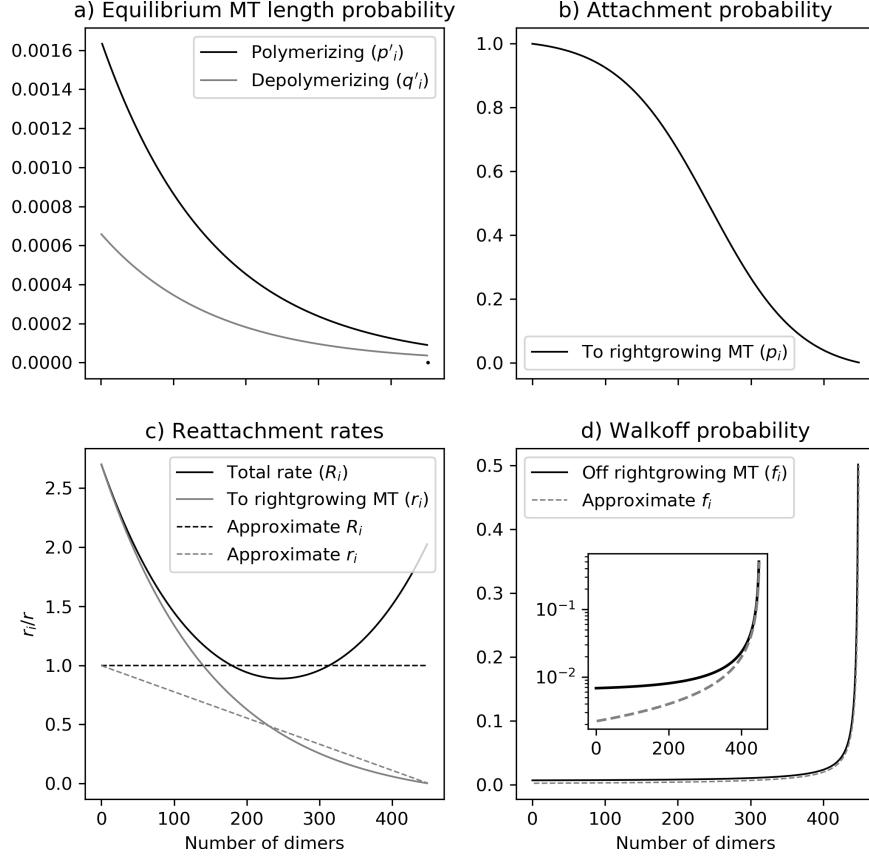 a) Equilibrium MT length probability
0.0016
0.0014
0.0012
0.0010
0.0008
0.0006
0.0004
0.0002
0.0000
Polymerizing (p'i)
Depolymerizing (q'i)
b) Attachment probability
1.0
0.8
0.6
0.4
0.2
0.0
To rightgrowing MT (pi)
c) Reattachment rates
ri/r
2.5
2.0
1.5
1.0
0.5
0.0
Total rate (Ri)
To rightgrowing MT (ri)
Approximate Ri
Approximate ri
0 100 200 300 400
Number of dimers
d) Walkoff probability
0.5
0.4
0.3
0.2
0.1
0.0
Off rightgrowing MT (fi)
Approximate fi
10⁻¹
10⁻²
0 200 400
0 100 200 300 400
Number of dimers